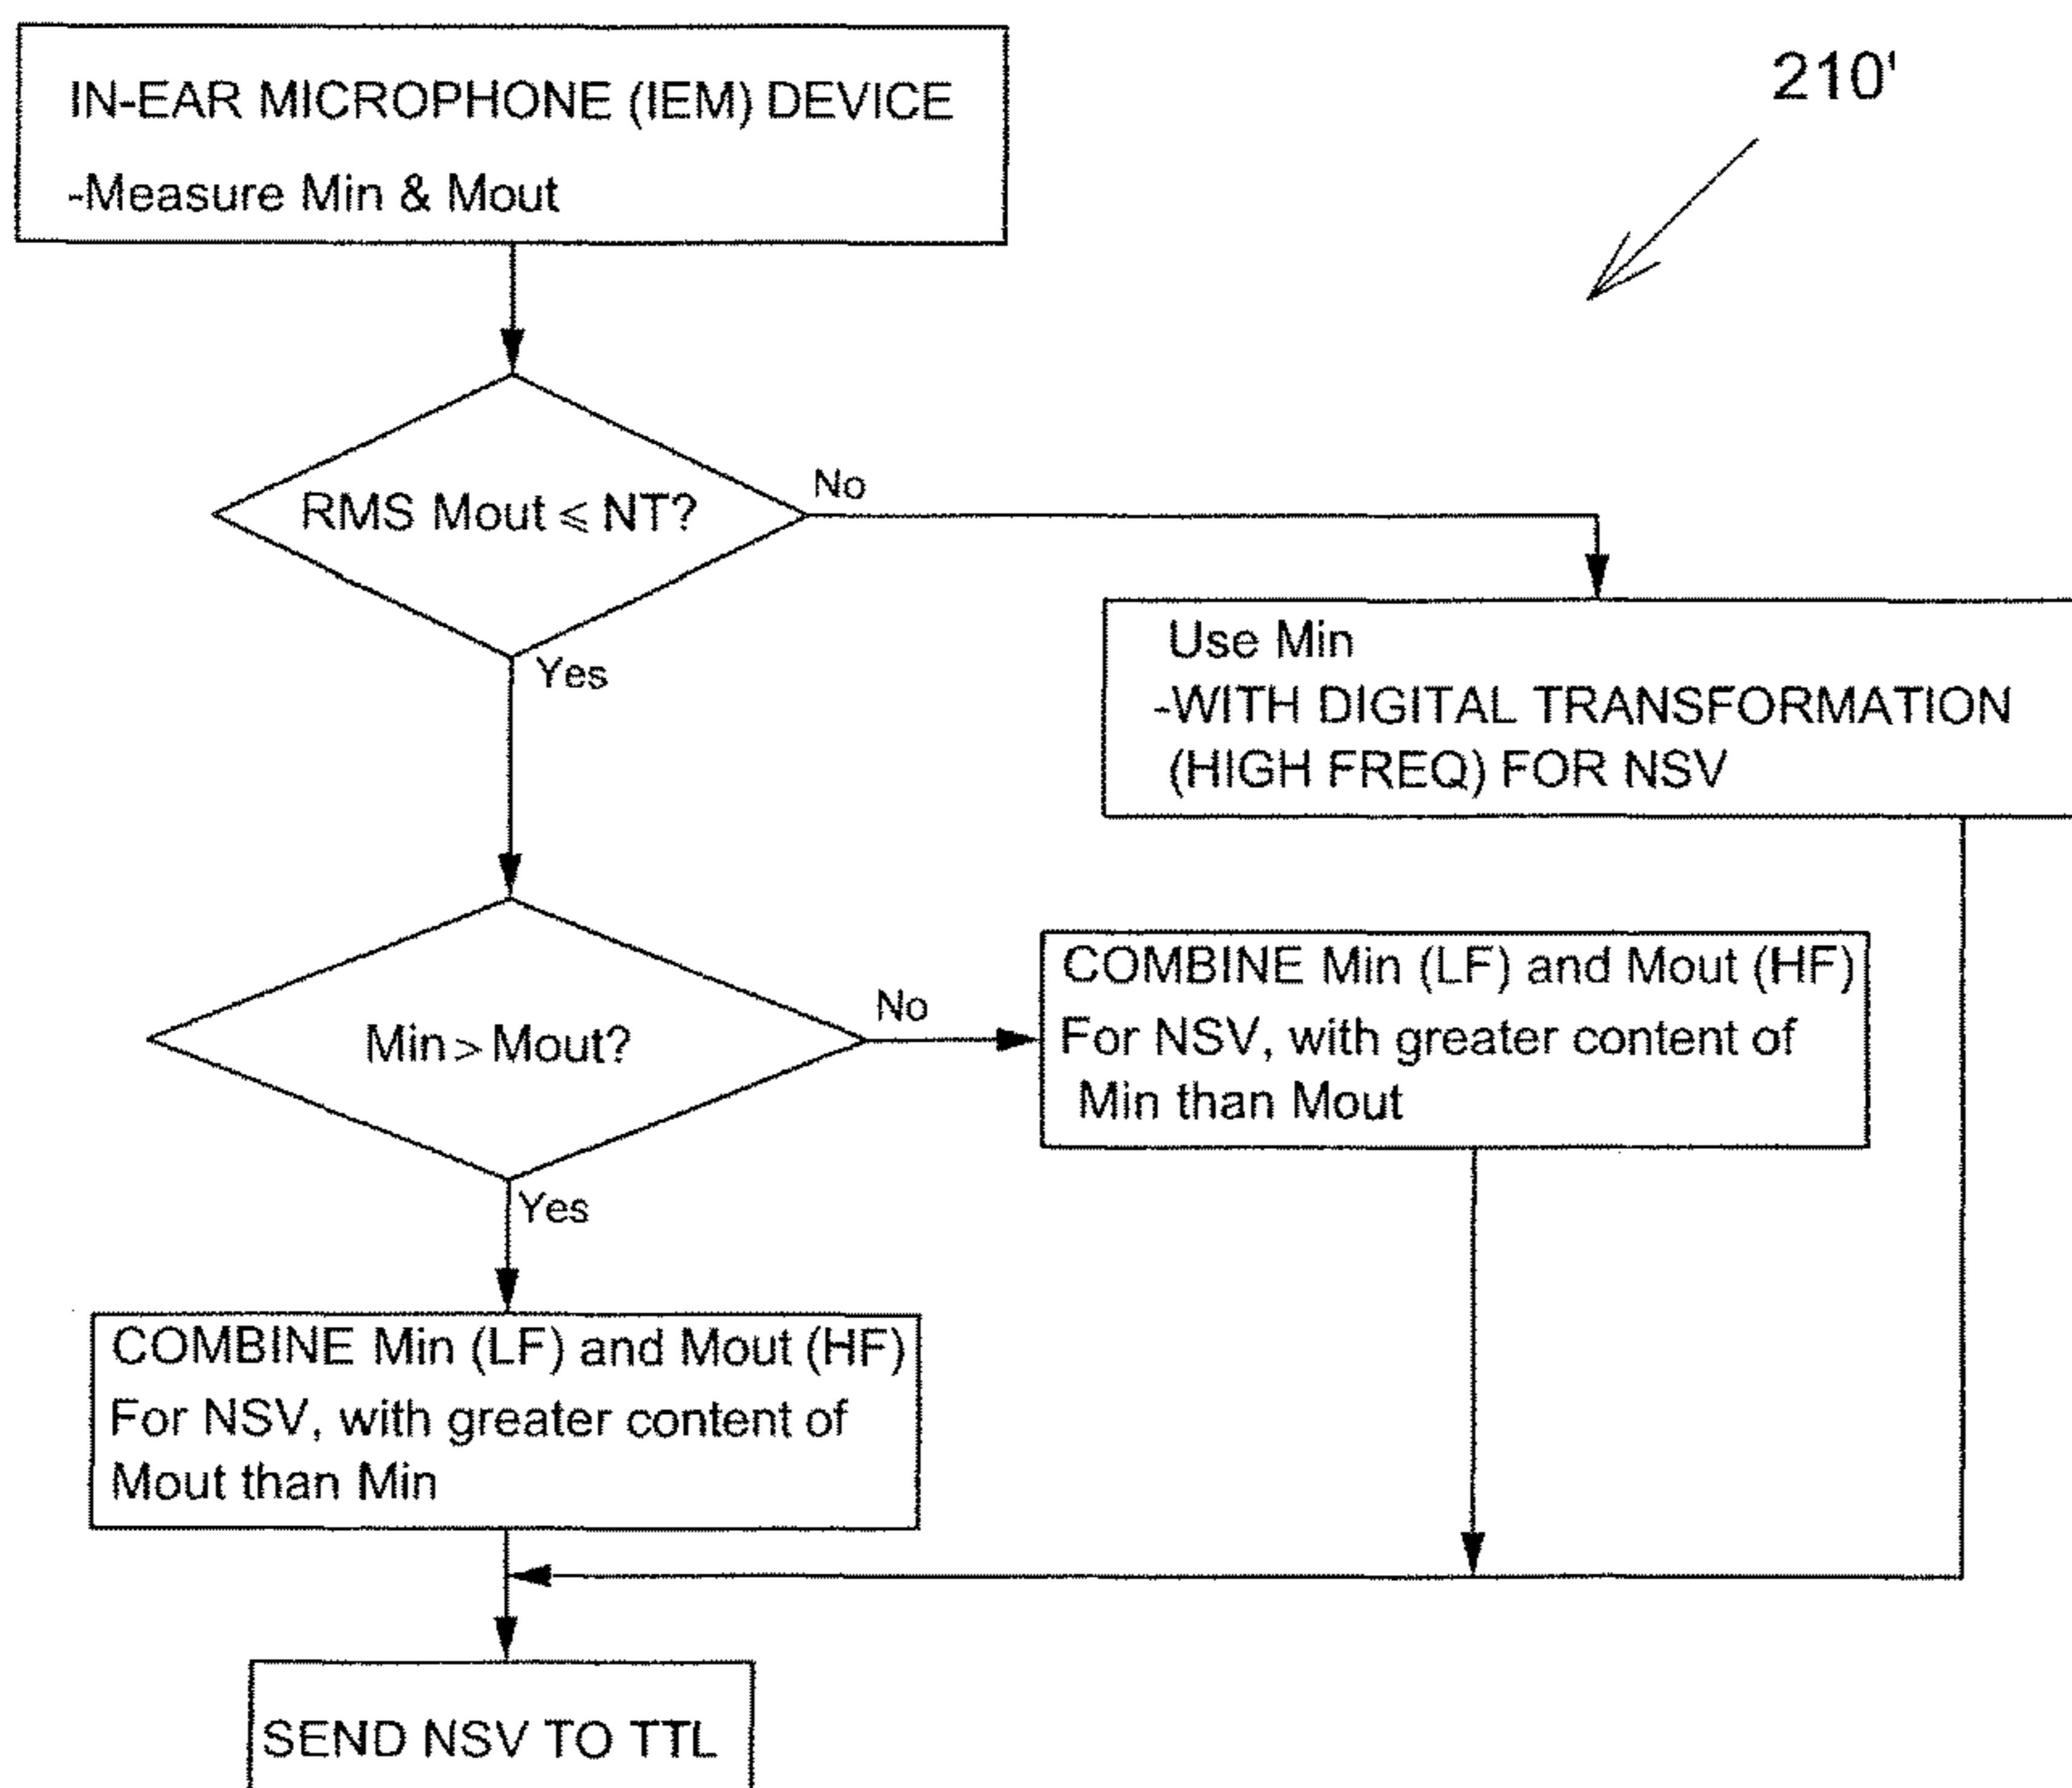 IN-EAR MICROPHONE (IEM) DEVICE
-Measure Min & Mout
210'
RMS Mout ⩽ NT?
No
Yes
Use Min
-WITH DIGITAL TRANSFORMATION
(HIGH FREQ) FOR NSV
Min > Mout?
No
Yes
COMBINE Min (LF) and Mout (HF)
For NSV, with greater content of
Min than Mout
COMBINE Min (LF) and Mout (HF)
For NSV, with greater content of
Mout than Min
SEND NSV TO TTL